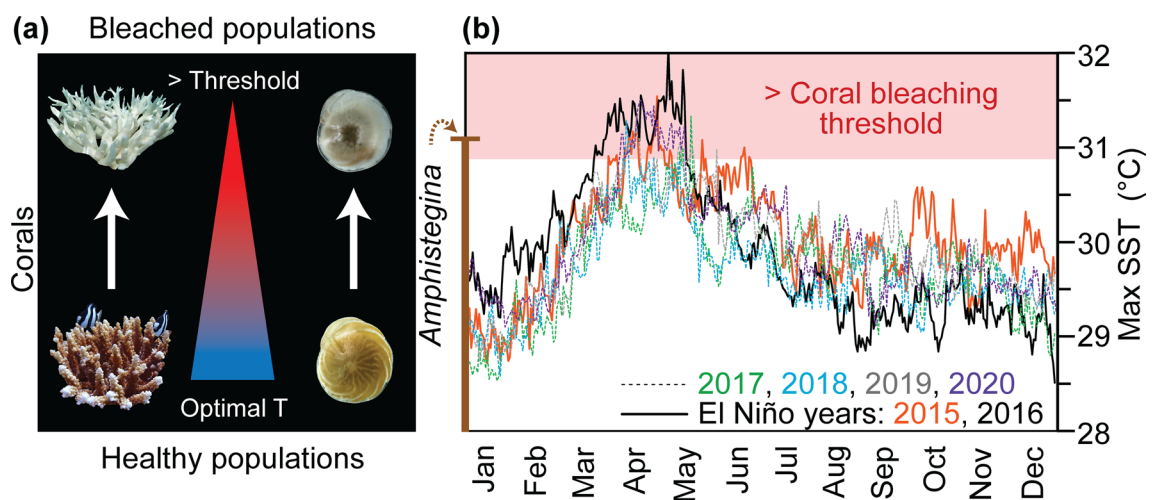 (a)
Bleached populations
> Threshold
Corals
Amphistegina
Optimal T
Healthy populations
(b)
> Coral bleaching
threshold
32
31
30
29
28
Max SST (°C)
2017, 2018, 2019, 2020
El Niño years: 2015, 2016
Jan
Feb
Mar
Apr
May
Jun
Jul
Aug
Sep
Oct
Nov
Dec